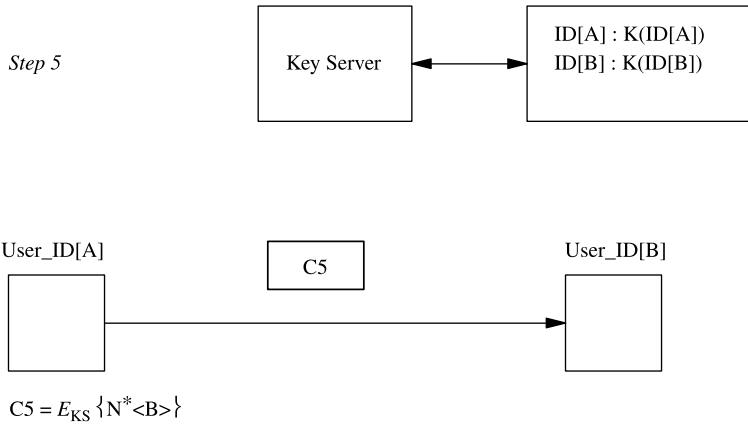 Step 5
Key Server
ID[A] : K(ID[A])
ID[B] : K(ID[B])
User_ID[A]
C5
User_ID[B]
C5 = E_KS {N*<B>}